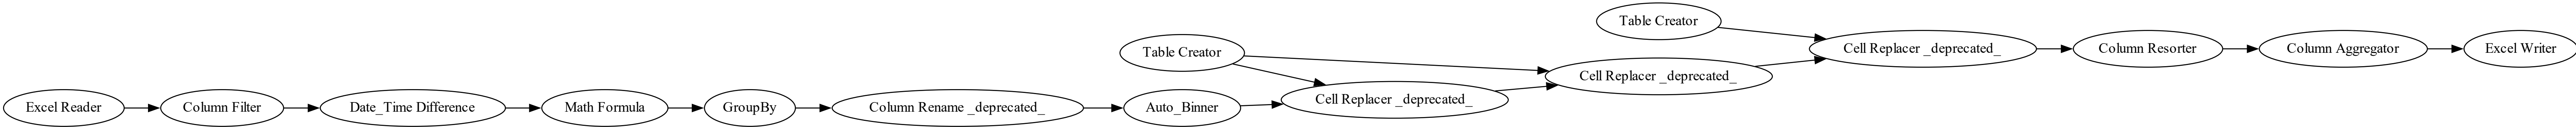 Excel Reader
Column Filter
Date_Time Difference
Math Formula
GroupBy
Column Rename _deprecated_
Auto_Binner
Table Creator
Cell Replacer _deprecated_
Cell Replacer _deprecated_
Table Creator
Cell Replacer _deprecated_
Column Resorter
Column Aggregator
Excel Writer